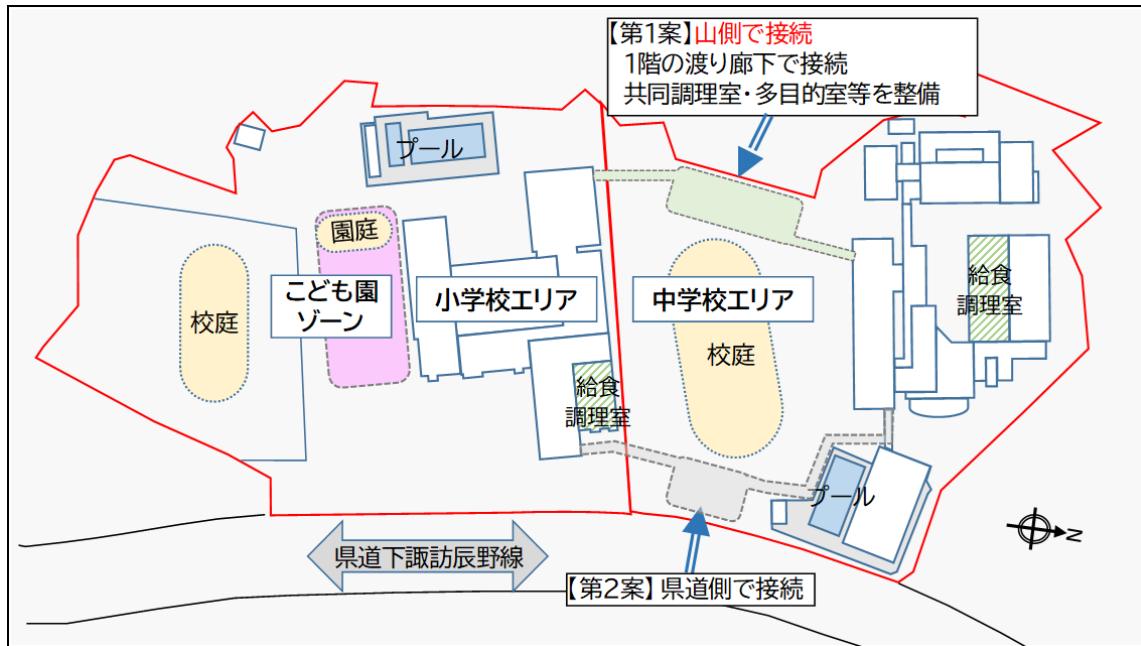 【第1案】山側で接続
1階の渡り廊下で接続
共同調理室・多目的室等を整備
プール
園庭
こども園
ゾーン
校庭
小学校エリア
給食
調理室
中学校エリア
校庭
給食
調理室
プール
県道下諏訪辰野線
【第2案】県道側で接続
N